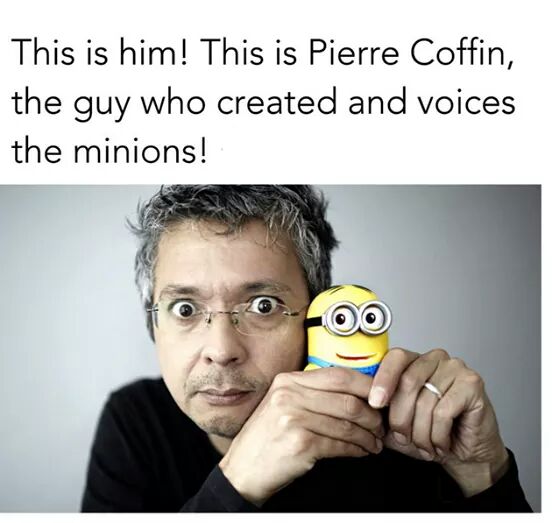 This is him! This is Pierre Coffin,
the guy who created and voices
the minions!